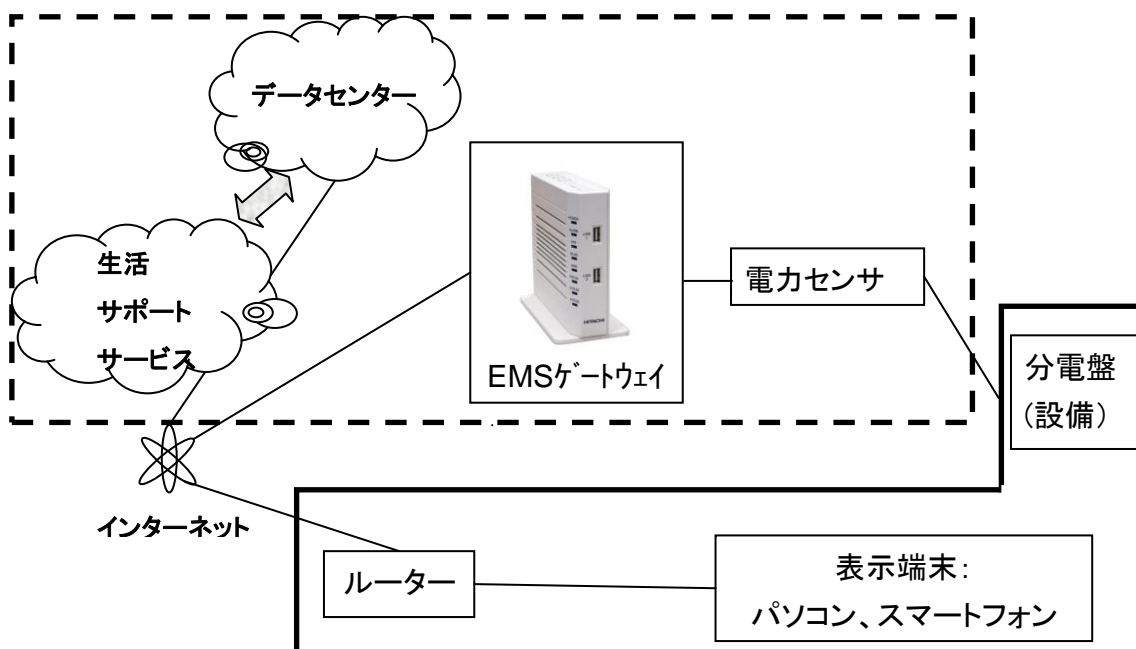 データセンター
生活
サポート
サービス
EMSｹﾞｰﾄｳｪｲ
電力センサ
分電盤
（設備）
インターネット
ルーター
表示端末：
パソコン、スマートフォン
HITACHI